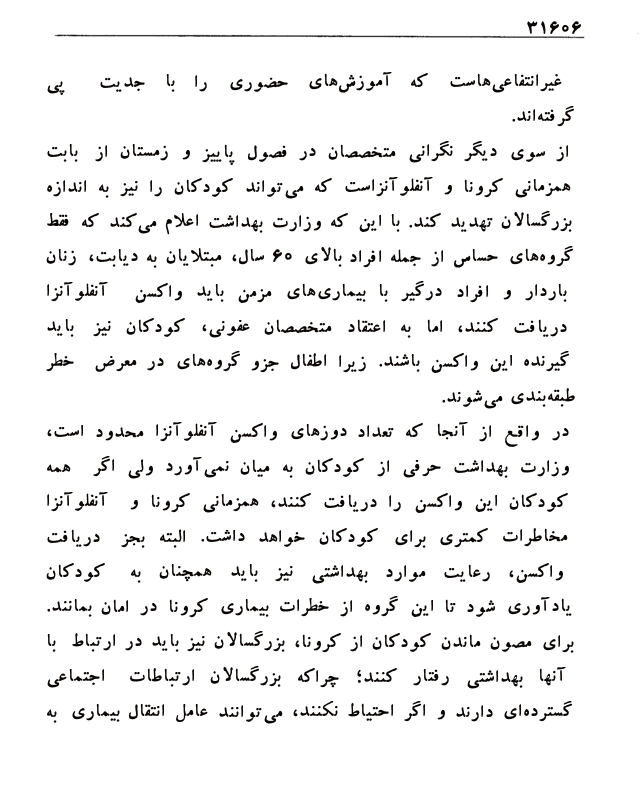 ۳۱۶۰۶
غیرانتفاعی‌هاست که آموزش‌های حضوری را با جدیت پی
گرفته‌اند.
از سوی دیگر نگرانی متخصصان در فصول پاییز و زمستان از بابت
همزمانی کرونا و آنفلوآنزاست که می‌تواند کودکان را نیز به اندازه
بزرگسالان تهدید کند. با این که وزارت بهداشت اعلام می‌کند که فقط
گروه‌های حساس از جمله افراد بالای ۶۰ سال، مبتلایان به دیابت، زنان
باردار و افراد درگیر با بیماری‌های مزمن باید واکسن آنفلوآنزا
دریافت کنند، اما به اعتقاد متخصصان عفونی، کودکان نیز باید
گیرنده این واکسن باشند. زیرا اطفال جزو گروه‌های در معرض خطر
طبقه‌بندی می‌شوند.
در واقع از آنجا که تعداد دوزهای واکسن آنفلوآنزا محدود است،
وزارت بهداشت حرفی از کودکان به میان نمی‌آورد ولی اگر همه
کودکان این واکسن را دریافت کنند، همزمانی کرونا و آنفلوآنزا
مخاطرات کمتری برای کودکان خواهد داشت. البته بجز دریافت
واکسن، رعایت موارد بهداشتی نیز باید همچنان به کودکان
یادآوری شود تا این گروه از خطرات بیماری کرونا در امان بمانند.
برای مصون ماندن کودکان از کرونا، بزرگسالان نیز باید در ارتباط با
آنها بهداشتی رفتار کنند؛ چراکه بزرگسالان ارتباطات اجتماعی
گسترده‌ای دارند و اگر احتیاط نکنند، می‌توانند عامل انتقال بیماری به